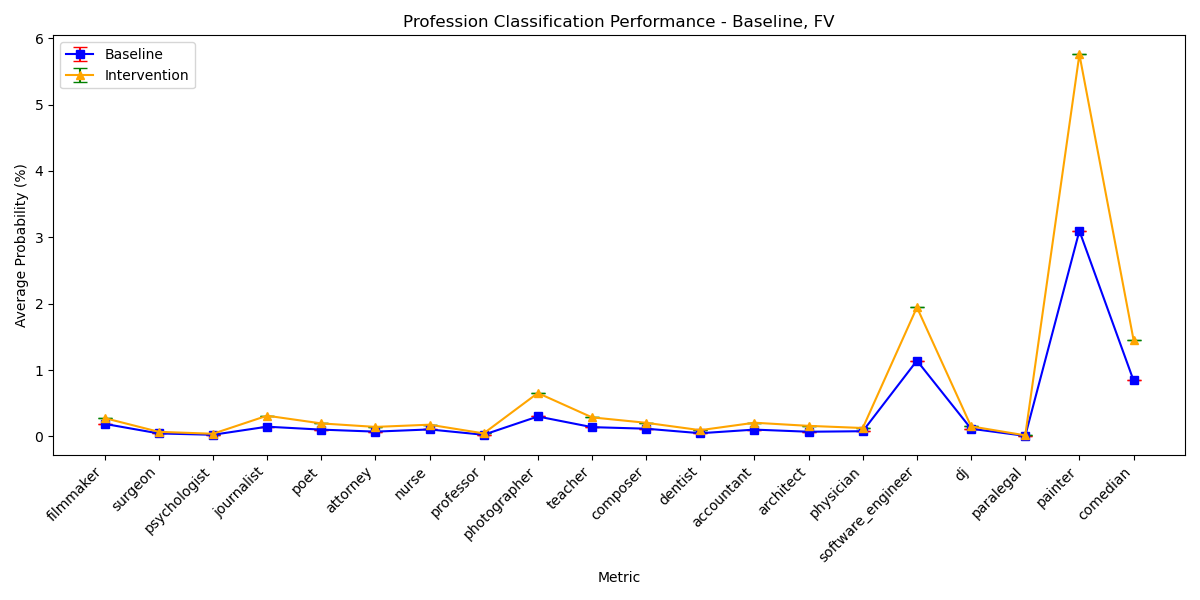 Profession Classification Performance - Baseline, FV
Baseline
Intervention
Average Probability (%)
6
5
4
3
2
1
0
filmmaker
surgeon
psychologist
journalist
poet
attorney
nurse
professor
photographer
teacher
composer
dentist
accountant
architect
physician
software_engineer
dj
paralegal
painter
comedian
Metric